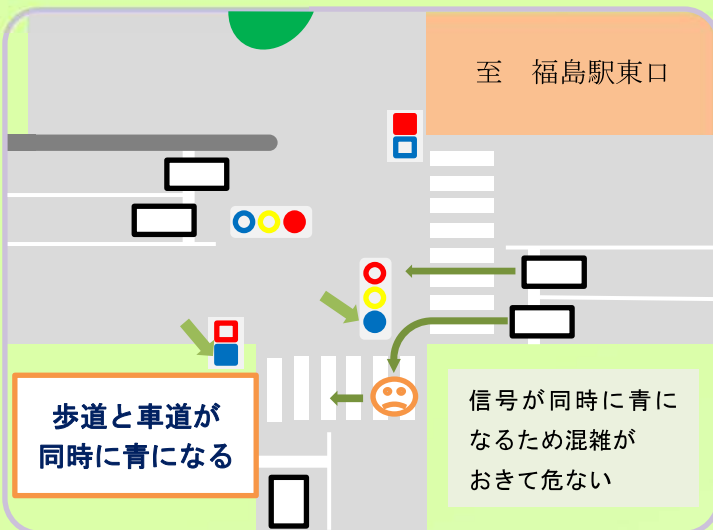 至　福島駅東口
歩道と車道が
同時に青になる
信号が同時に青に
なるため混雑が
おきて危ない